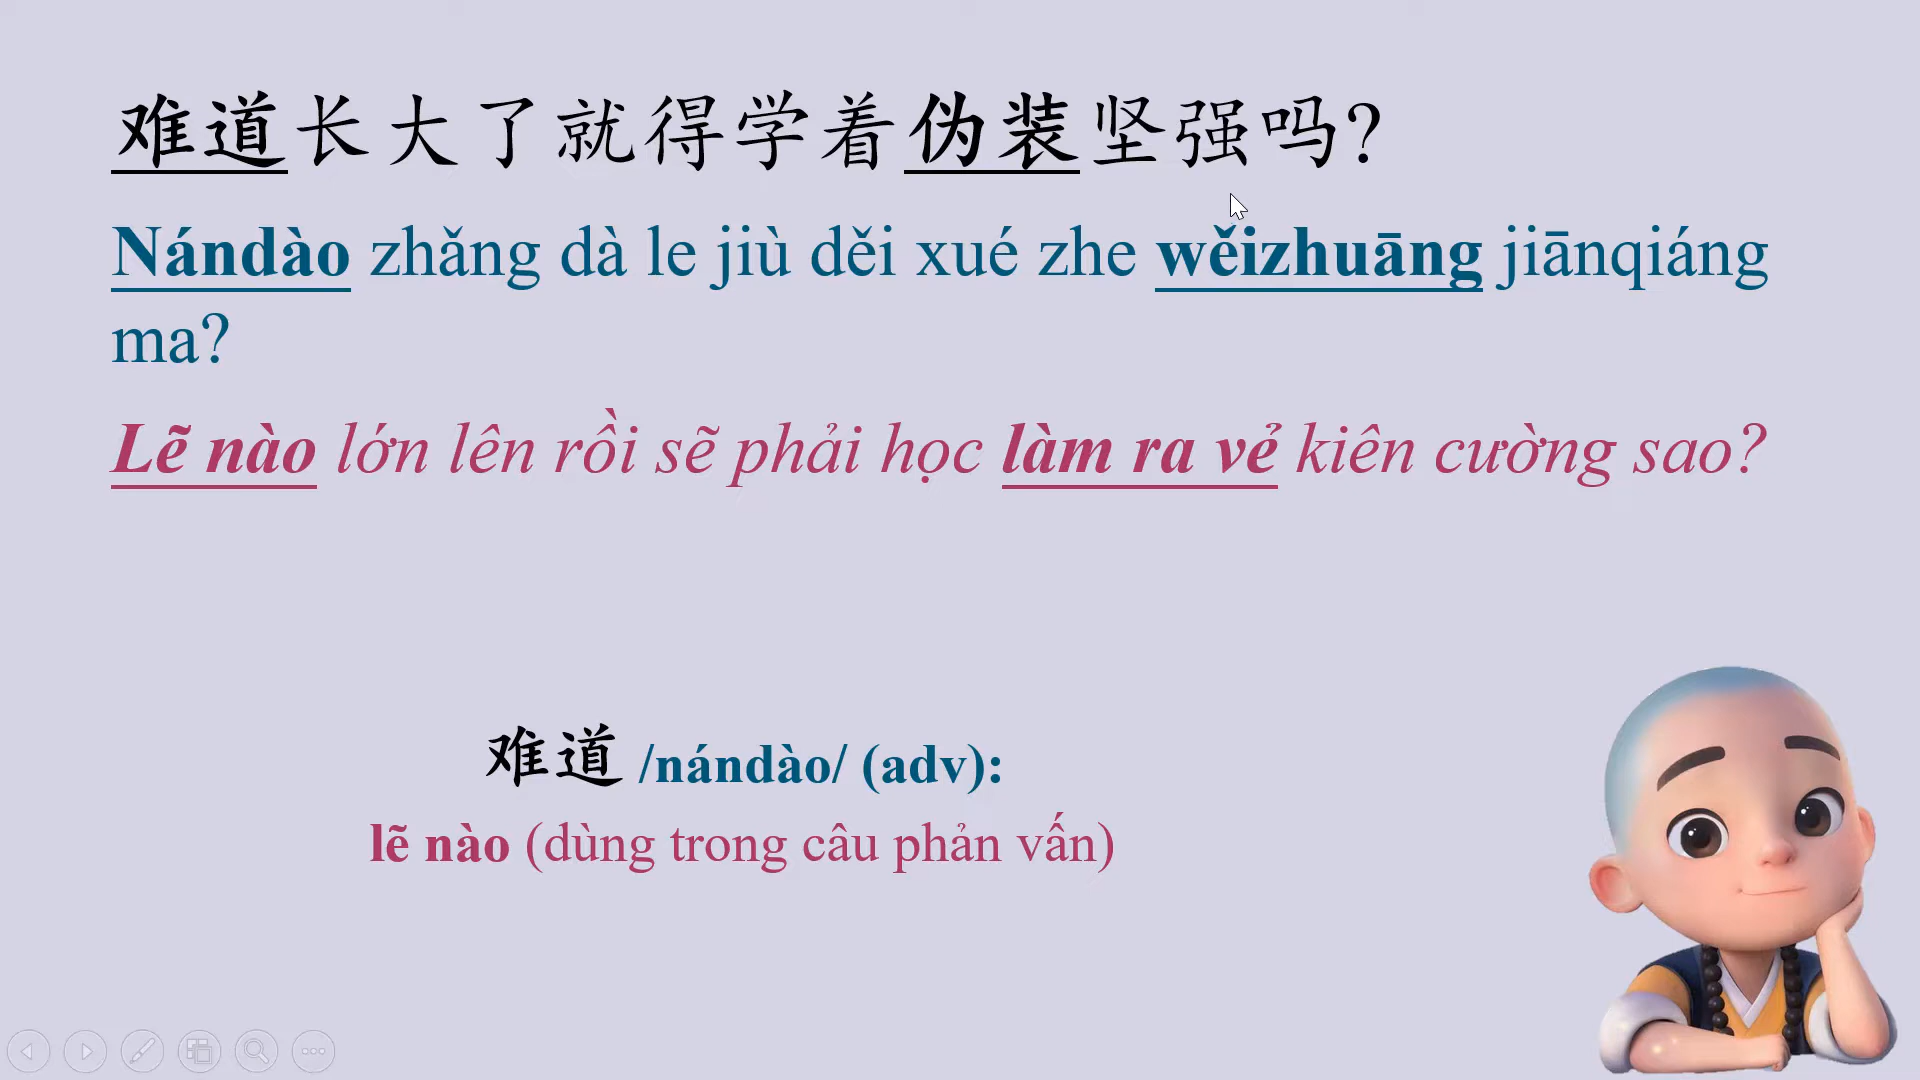 难道长大了就得学着伪装坚强吗?
Nándào zhǎng dà le jiù děi xué zhe wěizhuāng jiānqiáng
ma?
Lẽ nào lớn lên rồi sẽ phải học làm ra vẻ kiên cường sao?
难道 /nándào/ (adv):
lẽ nào (dùng trong câu phản vấn)